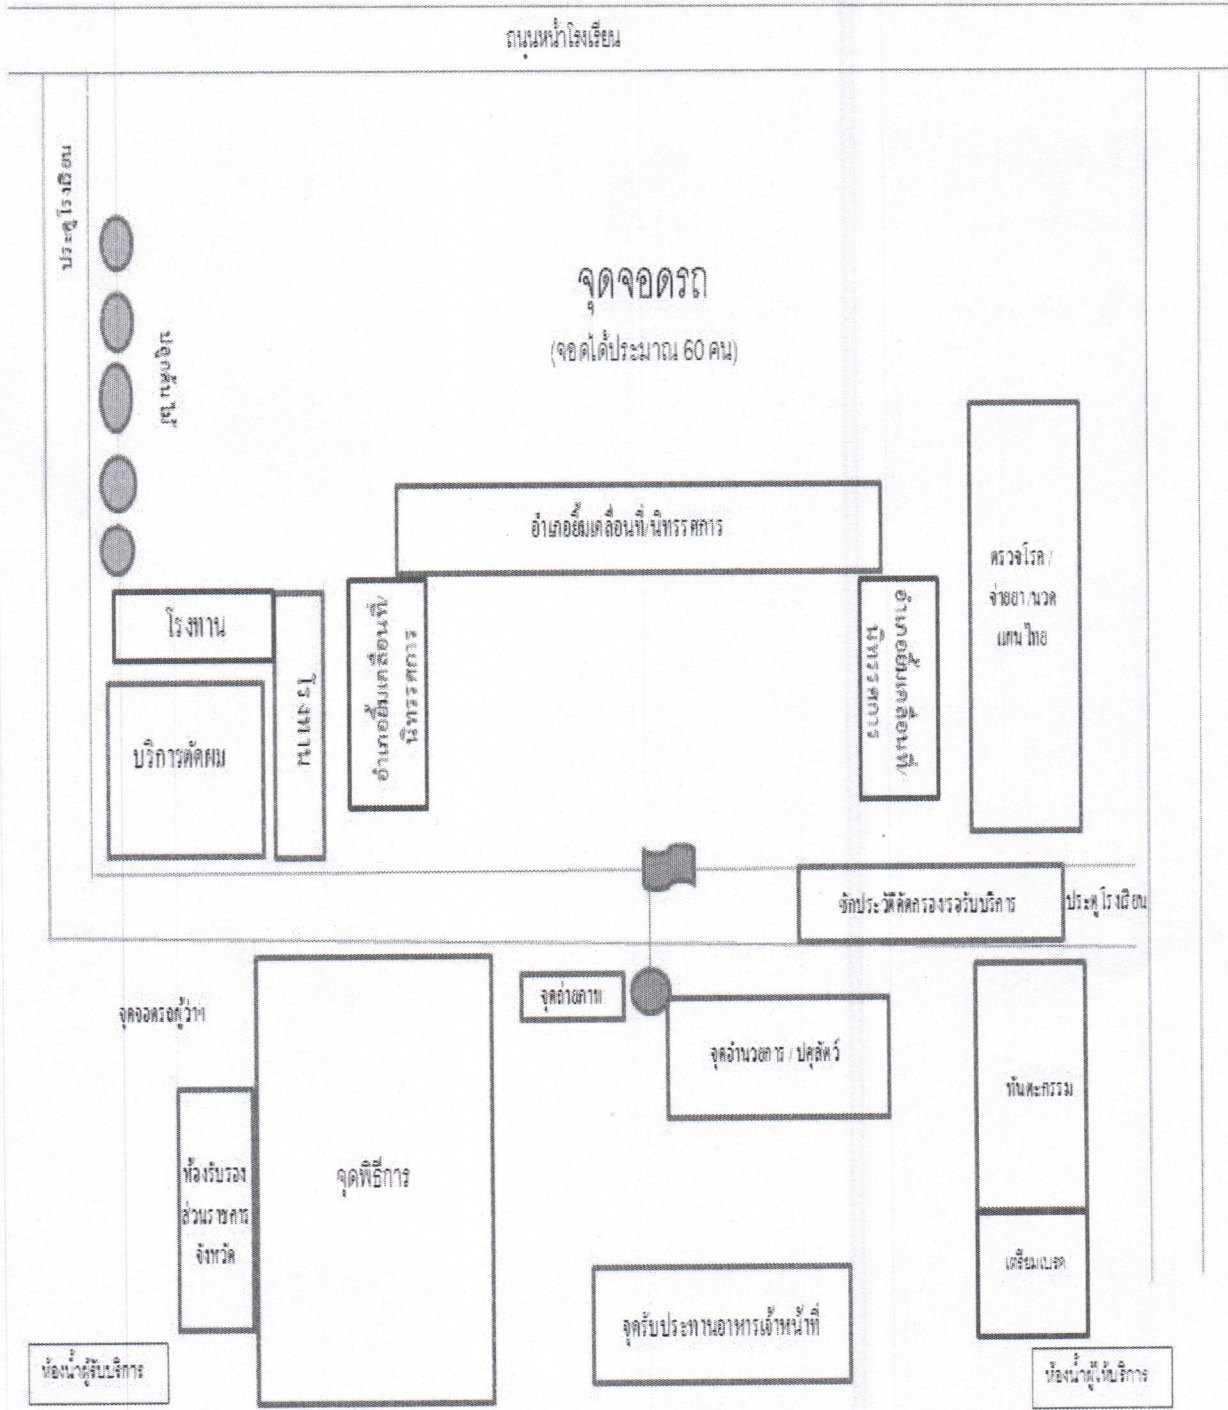 ถนนหน้าโรงเรียน
ประตูโรงเรียน
ปลูกต้นไม้
จุดจอดรถ
(จอดได้ประมาณ 60 คน)
อำเภอยิ้มเคลื่อนที่/นิทรรศการ
ตรวจโรค /
จ่ายยา /นวด
แผนไทย
โรงทาน
โรงทาน
อำเภอยิ้มเคลื่อนที่/
นิทรรศการ
อำเภอยิ้มเคลื่อนที่/
นิทรรศการ
บริการตัดผม
ซักประวัติคัดกรอง/รอรับบริการ
ประตูโรงเรียน
จุดจอดรถผู้ว่าฯ
จุดถ่ายภาพ
จุดอำนวยการ / ปศุสัตว์
ทันตะกรรม
ห้องรับรอง
ส่วนราชการ
จังหวัด
จุดพิธีการ
เตรียมเบรค
จุดรับประทานอาหารเจ้าหน้าที่
ห้องน้ำผู้รับบริการ
ห้องน้ำผู้ให้บริการ